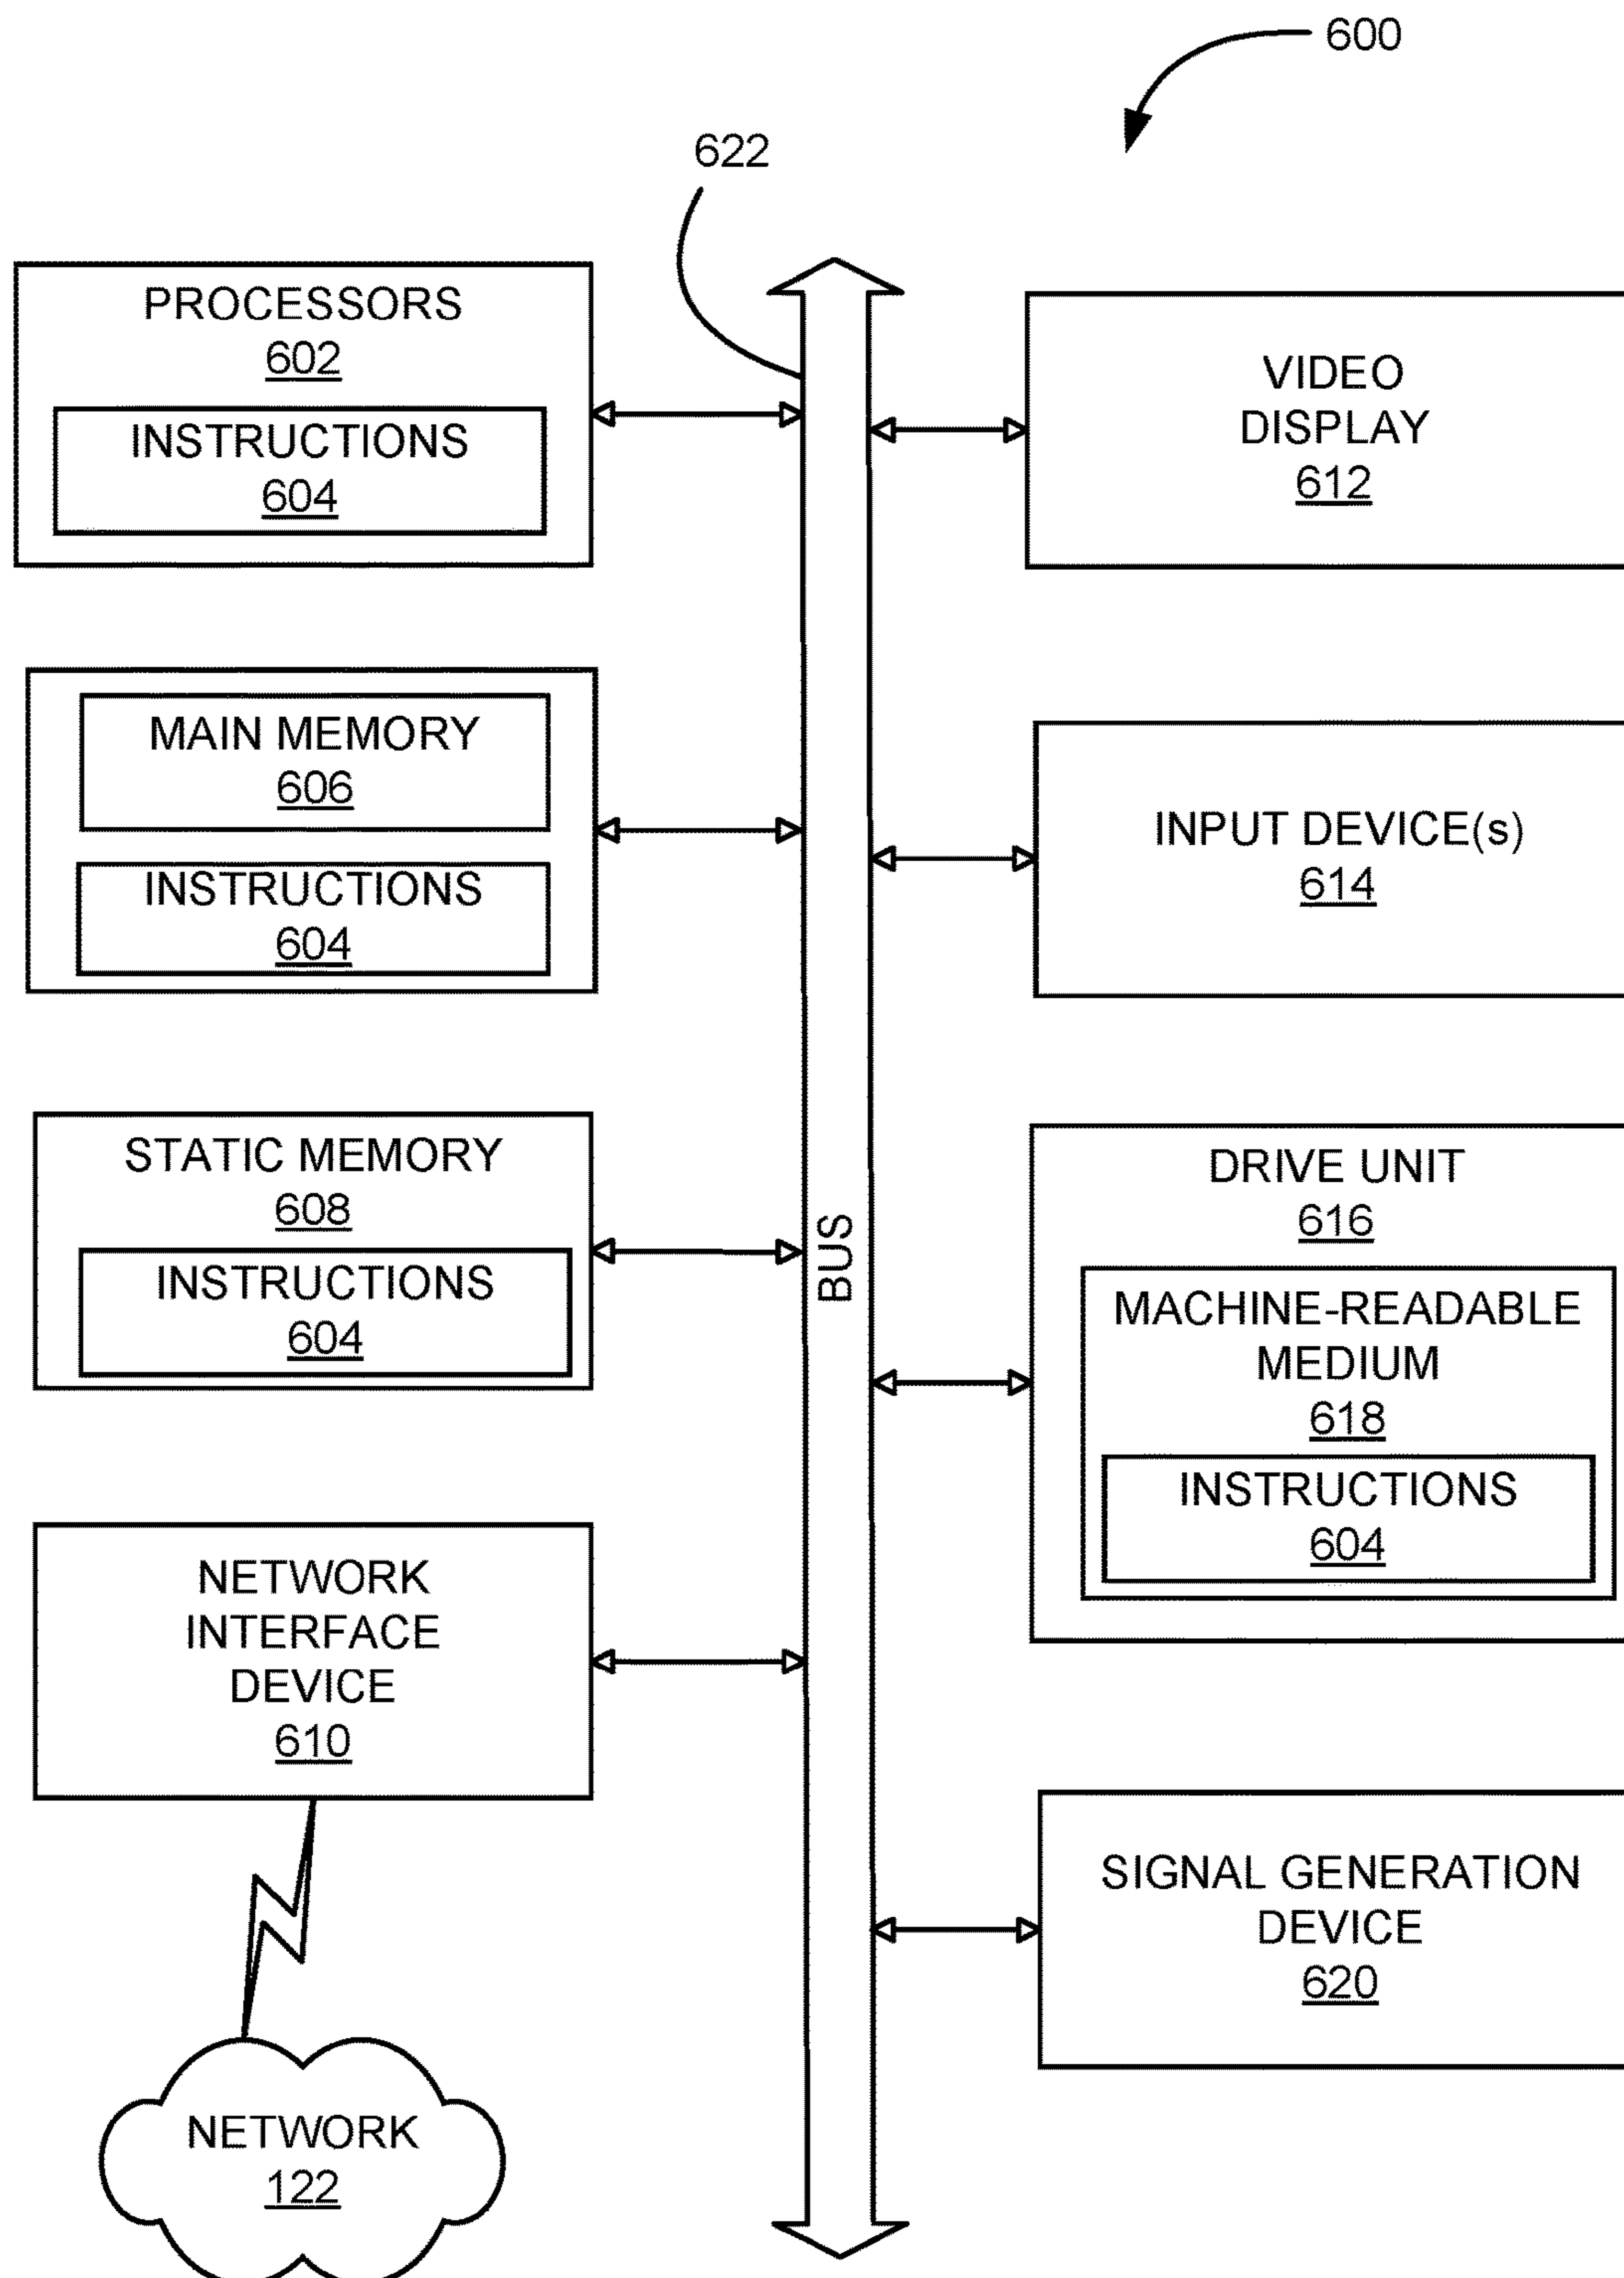 600
622
PROCESSORS
602
INSTRUCTIONS
604
MAIN MEMORY
606
INSTRUCTIONS
604
STATIC MEMORY
608
INSTRUCTIONS
604
NETWORK
INTERFACE
DEVICE
610
NETWORK
122
BUS
VIDEO
DISPLAY
612
INPUT DEVICE(s)
614
DRIVE UNIT
616
MACHINE-READABLE
MEDIUM
618
INSTRUCTIONS
604
SIGNAL GENERATION
DEVICE
620